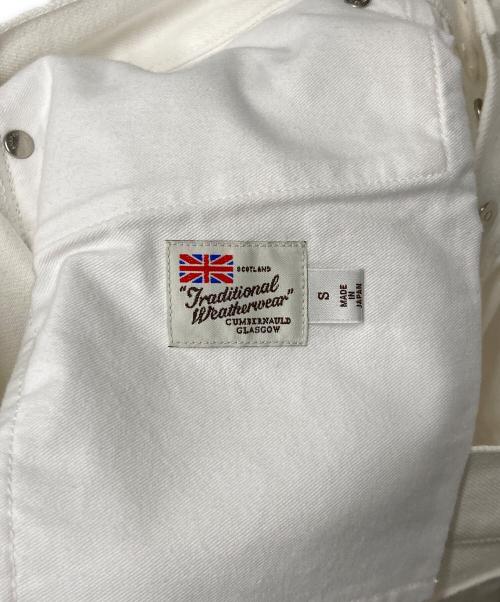 SCOTLAND
"Traditional
Weatherwear"
CUMBERNAULD
GLASGOW
S
MADE
IN
JAPAN